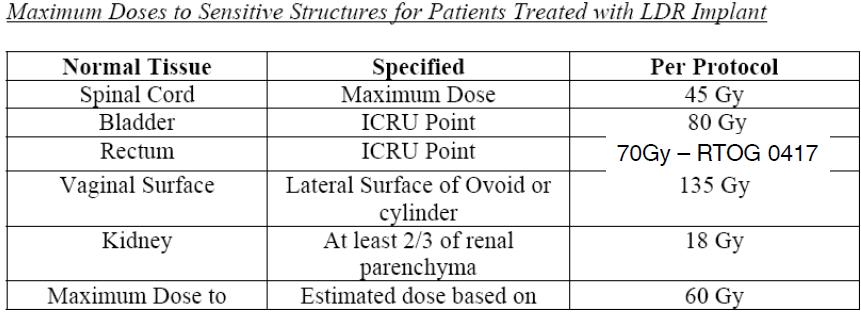 Maximum Doses to Sensitive Structures for Patients Treated with LDR Implant
Normal Tissue Specified Per Protocol
Spinal Cord Maximum Dose 45 Gy
Bladder ICRU Point 80 Gy
Rectum ICRU Point 70Gy – RTOG 0417
Vaginal Surface Lateral Surface of Ovoid or 135 Gy
cylinder
Kidney At least 2/3 of renal 18 Gy
parenchyma
Maximum Dose to Estimated dose based on 60 Gy